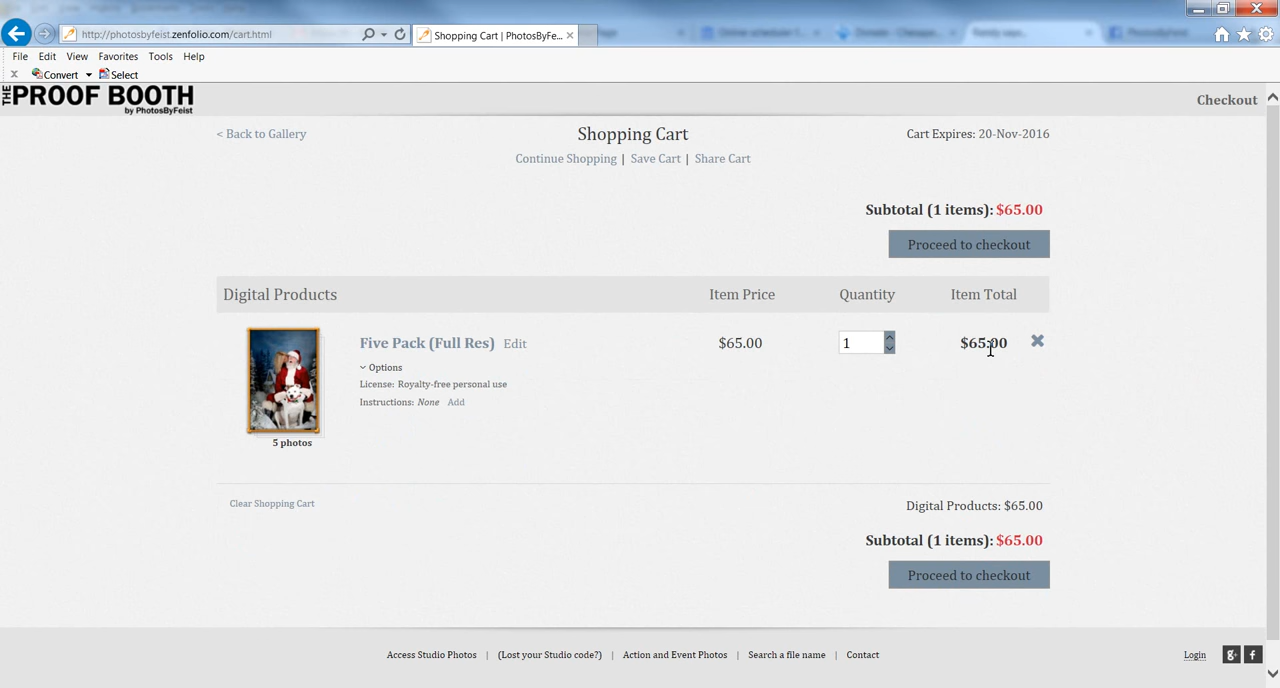 http://photosbyfeist.zenfolio.com/cart.html
Shopping Cart | PhotosByFe...
File Edit View Favorites Tools Help
x Convert Select
THE PROOF BOOTH
by PhotosByFeist
Checkout
< Back to Gallery
Shopping Cart
Cart Expires: 20-Nov-2016
Continue Shopping | Save Cart | Share Cart
Subtotal (1 items): $65.00
Proceed to checkout
Digital Products Item Price Quantity Item Total
Five Pack (Full Res) Edit $65.00 1 $65.00
Options
License: Royalty-free personal use
Instructions: None Add
5 photos
Clear Shopping Cart
Digital Products: $65.00
Subtotal (1 items): $65.00
Proceed to checkout
Access Studio Photos | (Lost your Studio code?) | Action and Event Photos | Search a file name | Contact
Login g+ f